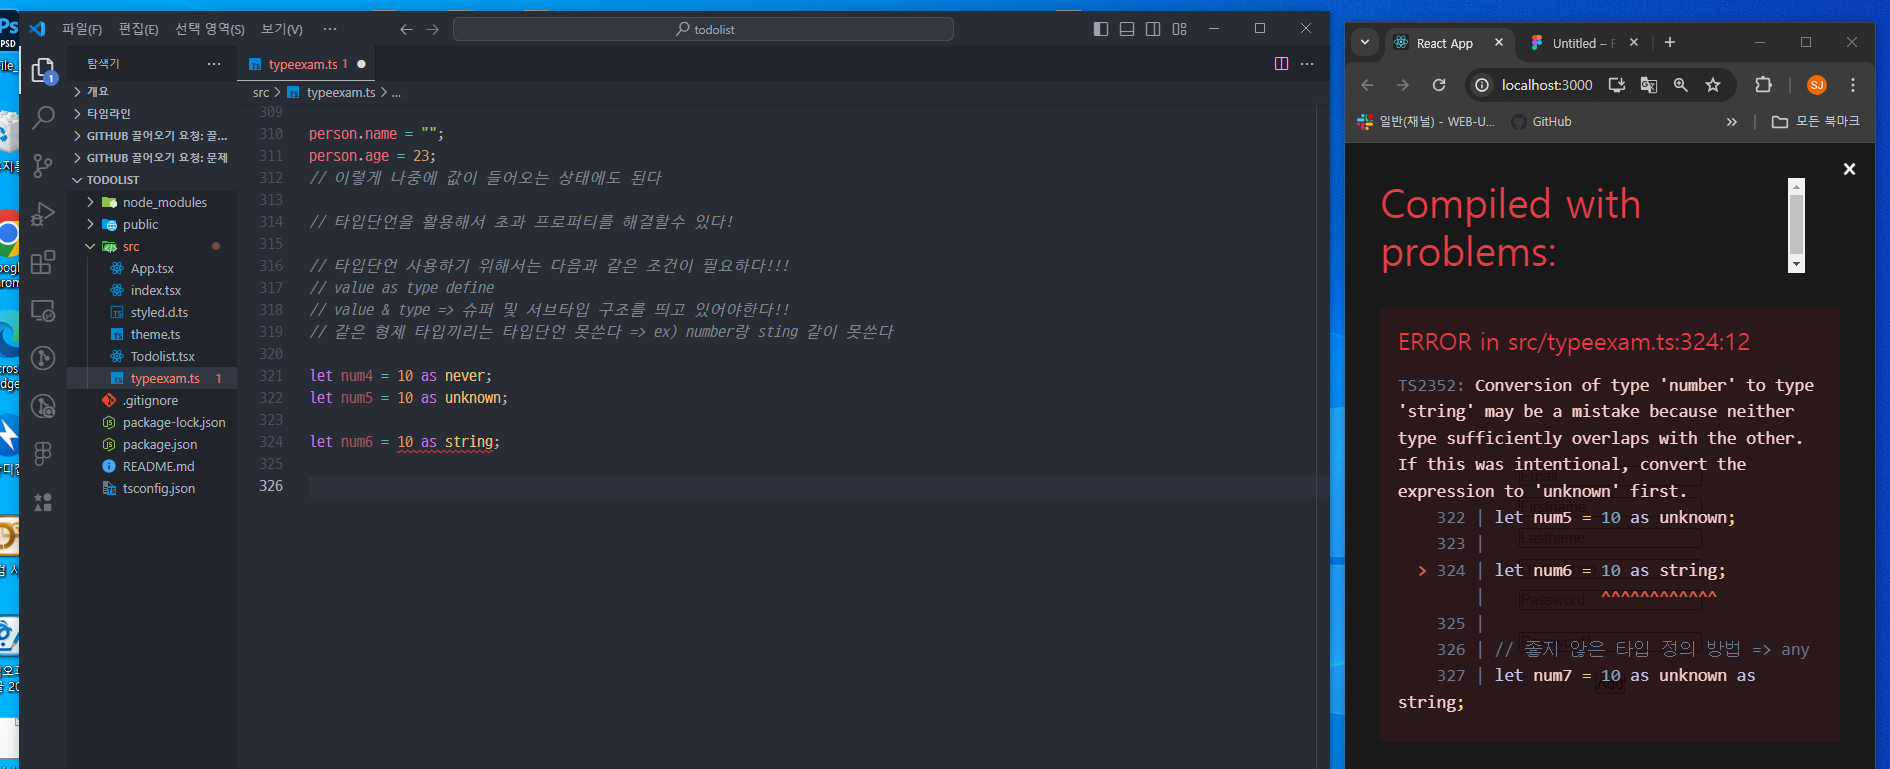 파일(F) 편집(E) 선택 영역(S) 보기(V) ··· todolist
탐색기 ···
1
개요
타임라인
GITHUB 끌어오기 요청: 끌...
GITHUB 끌어오기 요청: 문제
TODOLIST
node_modules
public
src
App.tsx
index.tsx
styled.d.ts
theme.ts
Todolist.tsx
typeexam.ts 1
.gitignore
package-lock.json
package.json
README.md
tsconfig.json
typeexam.ts 1
src > typeexam.ts > ...
309
310 person.name = "";
311 person.age = 23;
312 // 이렇게 나중에 값이 들어오는 상태에도 된다
313
314 // 타입단언을 활용해서 초과 프로퍼티를 해결할수 있다!
315
316 // 타입단언 사용하기 위해서는 다음과 같은 조건이 필요하다!!!
317 // value as type define
318 // value & type => 슈퍼 및 서브타입 구조를 띄고 있어야한다!!
319 // 같은 형제 타입끼리는 타입단언 못쓴다 => ex) number랑 sting 같이 못쓴다
320
321 let num4 = 10 as never;
322 let num5 = 10 as unknown;
323
324 let num6 = 10 as string;
325
326
React App
Untitled – F
localhost:3000
SJ
일반(채널) - WEB-U...
GitHub
모든 북마크
Compiled with
problems:
ERROR in src/typeexam.ts:324:12
TS2352: Conversion of type 'number' to type
'string' may be a mistake because neither
type sufficiently overlaps with the other.
If this was intentional, convert the
expression to 'unknown' first.
322 | let num5 = 10 as unknown;
323 |
> 324 | let num6 = 10 as string;
| ^^^^^^^^^^^^
325 |
326 | // 좋지 않은 타입 정의 방법 => any
327 | let num7 = 10 as unknown as
string;
Email
Lastname
Password
Add
PSD